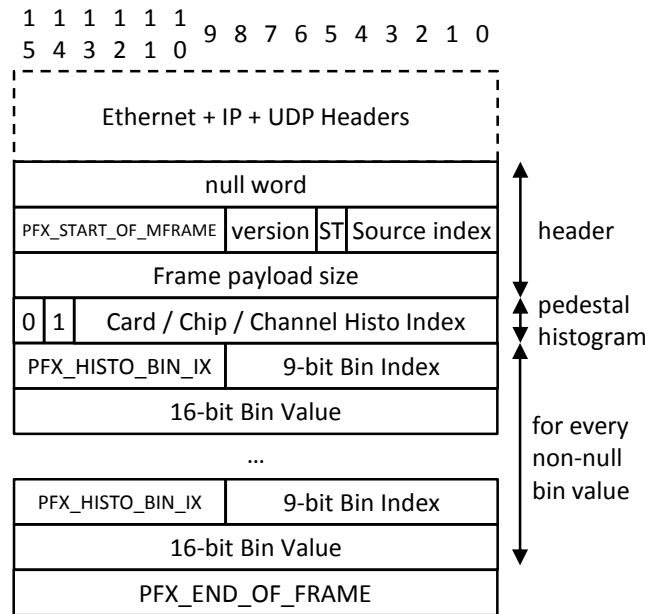 1 1 1 1 1 1
5 4 3 2 1 0 9 8 7 6 5 4 3 2 1 0
Ethernet + IP + UDP Headers
null word
PFX_START_OF_MFRAME version ST Source index
header
Frame payload size
0 1 Card / Chip / Channel Histo Index
pedestal
histogram
PFX_HISTO_BIN_IX 9-bit Bin Index
16-bit Bin Value
for every
non-null
bin value
...
PFX_HISTO_BIN_IX 9-bit Bin Index
16-bit Bin Value
PFX_END_OF_FRAME